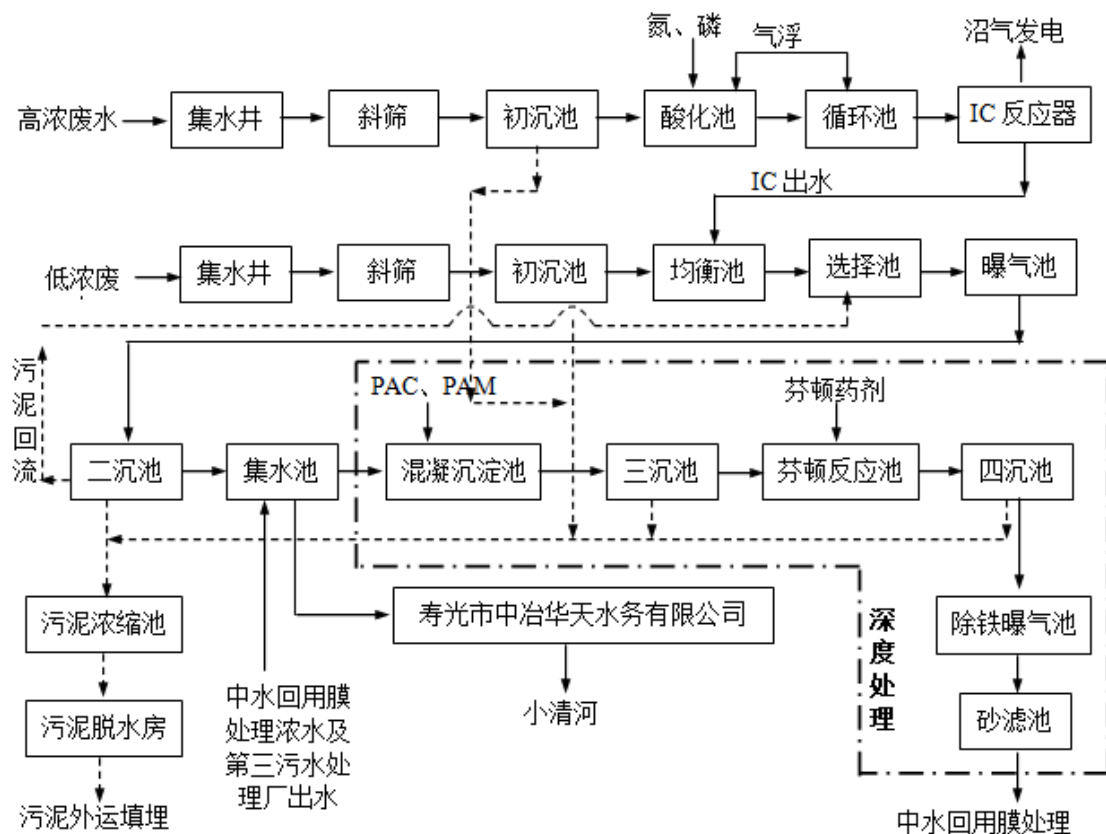 氮、磷
气浮
沼气发电
高浓废水
集水井
斜筛
初沉池
酸化池
循环池
IC 反应器
IC 出水
低浓废
集水井
斜筛
初沉池
均衡池
选择池
曝气池
污泥回流
PAC、PAM
芬顿药剂
二沉池
集水池
混凝沉淀池
三沉池
芬顿反应池
四沉池
污泥浓缩池
寿光市中冶华天水务有限公司
深度处理
除铁曝气池
污泥脱水房
中水回用膜
处理浓水及
第三污水处
理厂出水
小清河
砂滤池
污泥外运填埋
中水回用膜处理